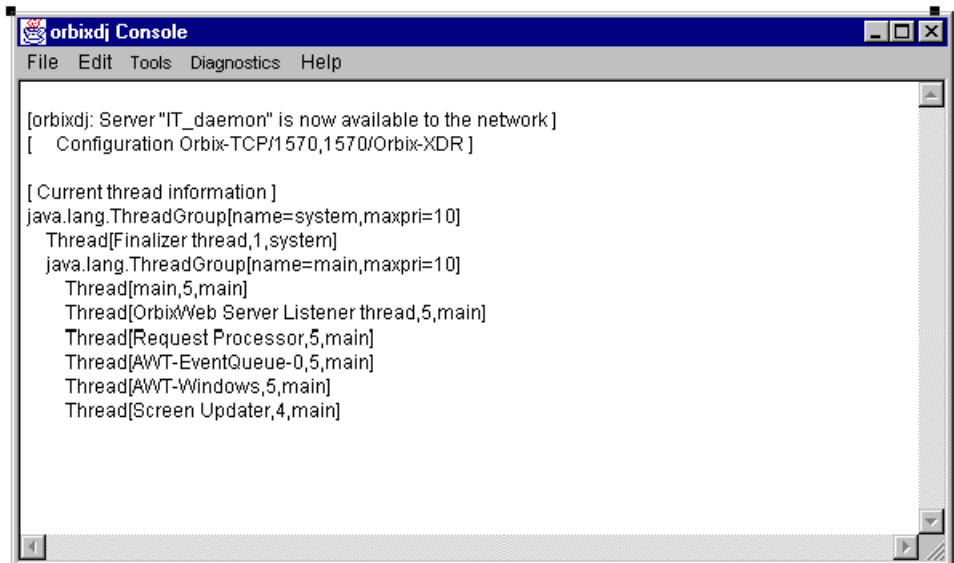 orbixdj Console
File Edit Tools Diagnostics Help
[orbixdj: Server "IT_daemon" is now available to the network ]
[ Configuration Orbix-TCP/1570,1570/Orbix-XDR ]
[ Current thread information ]
java.lang.ThreadGroup[name=system,maxpri=10]
Thread[Finalizer thread,1,system]
java.lang.ThreadGroup[name=main,maxpri=10]
Thread[main,5,main]
Thread[OrbixWeb Server Listener thread,5,main]
Thread[Request Processor,5,main]
Thread[AWT-EventQueue-0,5,main]
Thread[AWT-Windows,5,main]
Thread[Screen Updater,4,main]